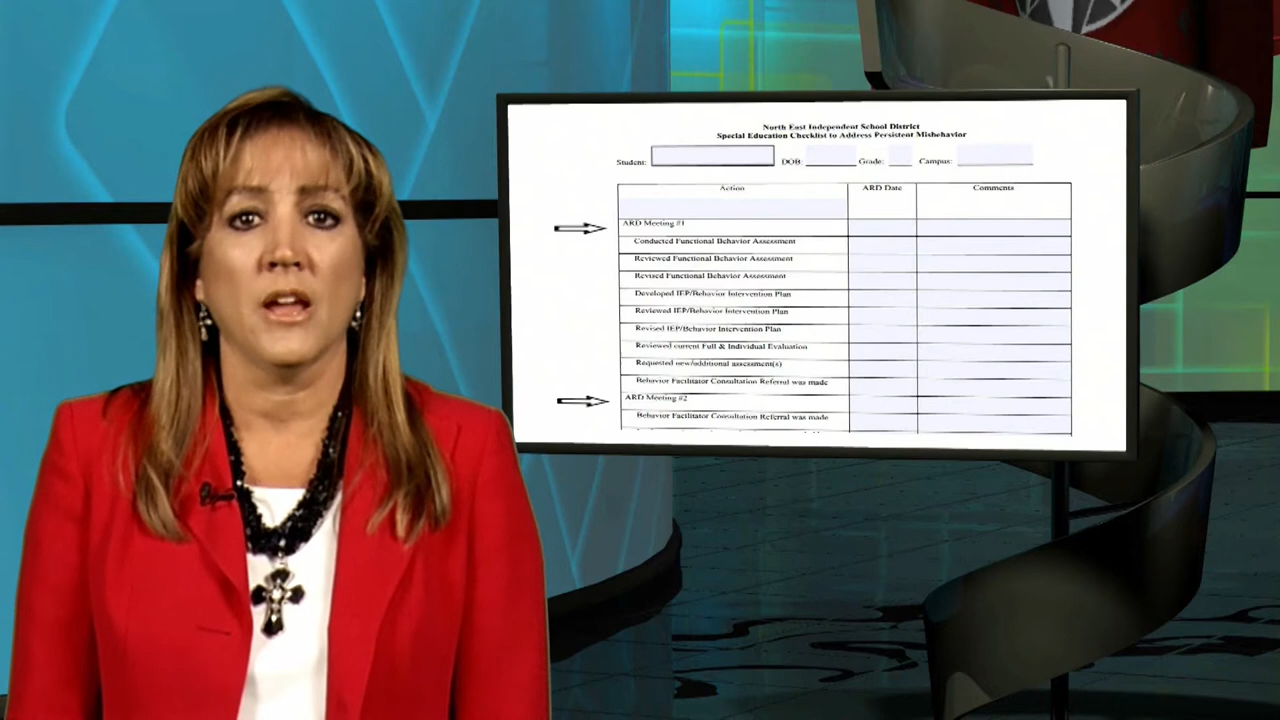 North East Independent School District
Special Education Checklist to Address Persistent Misbehavior
Student: DOB: Grade: Campus:
Action ARD Date Comments
ARD Meeting #1
Conducted Functional Behavior Assessment
Reviewed Functional Behavior Assessment
Revised Functional Behavior Assessment
Developed IEP/Behavior Intervention Plan
Reviewed IEP/Behavior Intervention Plan
Revised IEP/Behavior Intervention Plan
Reviewed current Full & Individual Evaluation
Requested new/additional assessment(s)
Behavior Facilitator Consultation Referral was made
ARD Meeting #2
Behavior Facilitator Consultation Referral was made